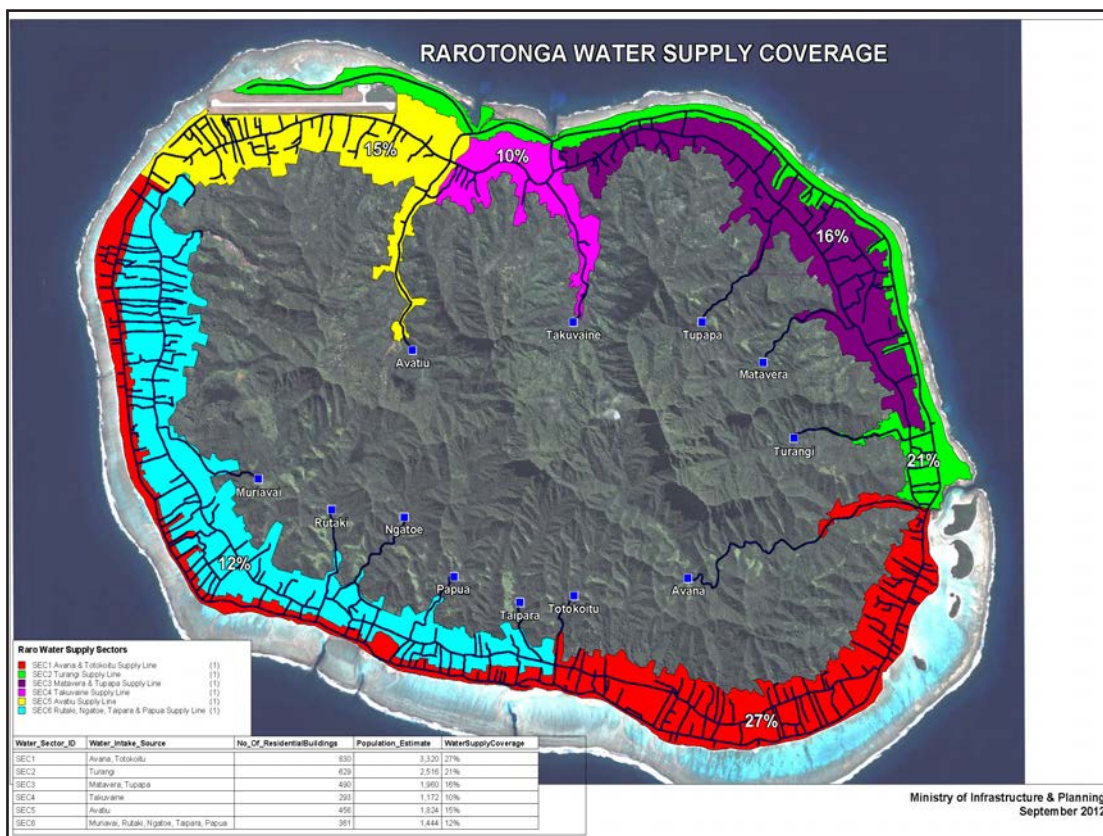 RAROTONGA WATER SUPPLY COVERAGE
15%
10%
16%
Takuvaine
Tupapa
Avatiu
Matavera
Turangi
21%
Muriavai
Rutaki
Ngatoe
12%
Papua
Avana
Taipara
Totokoitu
27%
Raro Water Supply Sectors
SEC1 Avana & Totokoitu Supply Line (1)
SEC2 Turangi Supply Line (1)
SEC3 Matavera & Tupapa Supply Line (1)
SEC4 Takuvaine Supply Line (1)
SEC5 Avatiu Supply Line (1)
SEC6 Rutaki, Ngatoe, Taipara & Papua Supply Line (1)
Water_Sector_ID Water_Intake_Source No_Of_ResidentialBuildings Population_Estimate WaterSupplyCoverage
SEC1 Avana, Totokoitu 830 3,320 27%
SEC2 Turangi 629 2,516 21%
SEC3 Matavera, Tupapa 490 1,960 16%
SEC4 Takuvaine 293 1,172 10%
SEC5 Avatiu 456 1,824 15%
SEC6 Muriavai, Rutaki, Ngatoe, Taipara, Papua 361 1,444 12%
Ministry of Infrastructure & Planning
September 2012